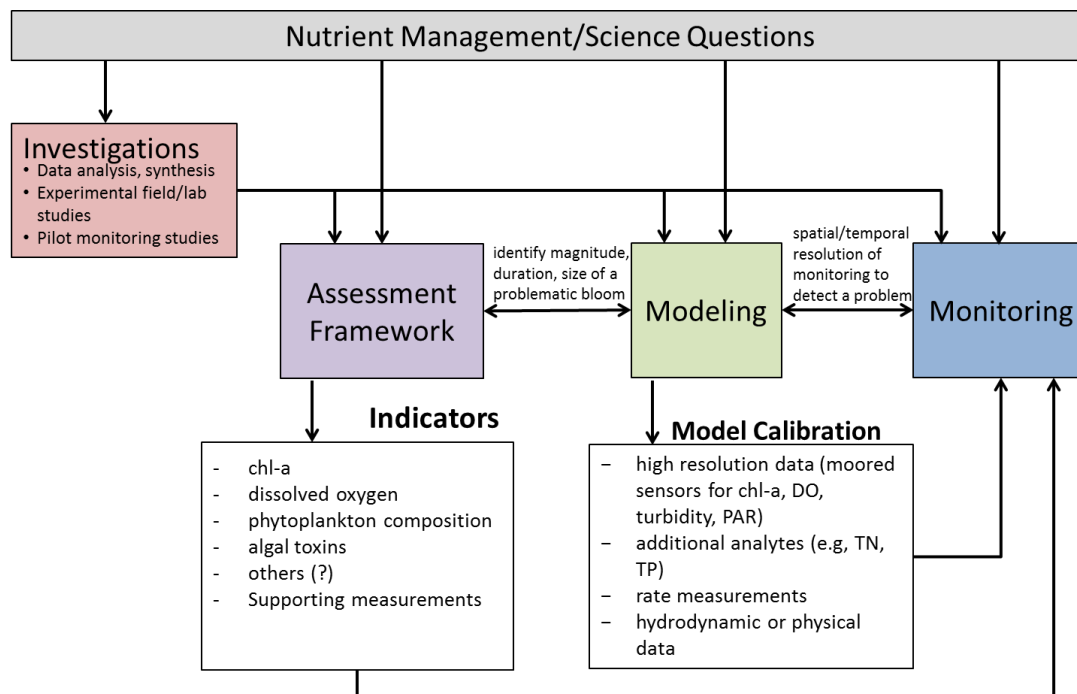 Nutrient Management/Science Questions
Investigations
• Data analysis, synthesis
• Experimental field/lab
studies
• Pilot monitoring studies
Assessment
Framework
identify magnitude,
duration, size of a
problematic bloom
Modeling
spatial/temporal
resolution of
monitoring to
detect a problem
Monitoring
Indicators
- chl-a
- dissolved oxygen
- phytoplankton composition
- algal toxins
- others (?)
- Supporting measurements
Model Calibration
– high resolution data (moored
sensors for chl-a, DO,
turbidity, PAR)
– additional analytes (e.g, TN,
TP)
– rate measurements
– hydrodynamic or physical
data